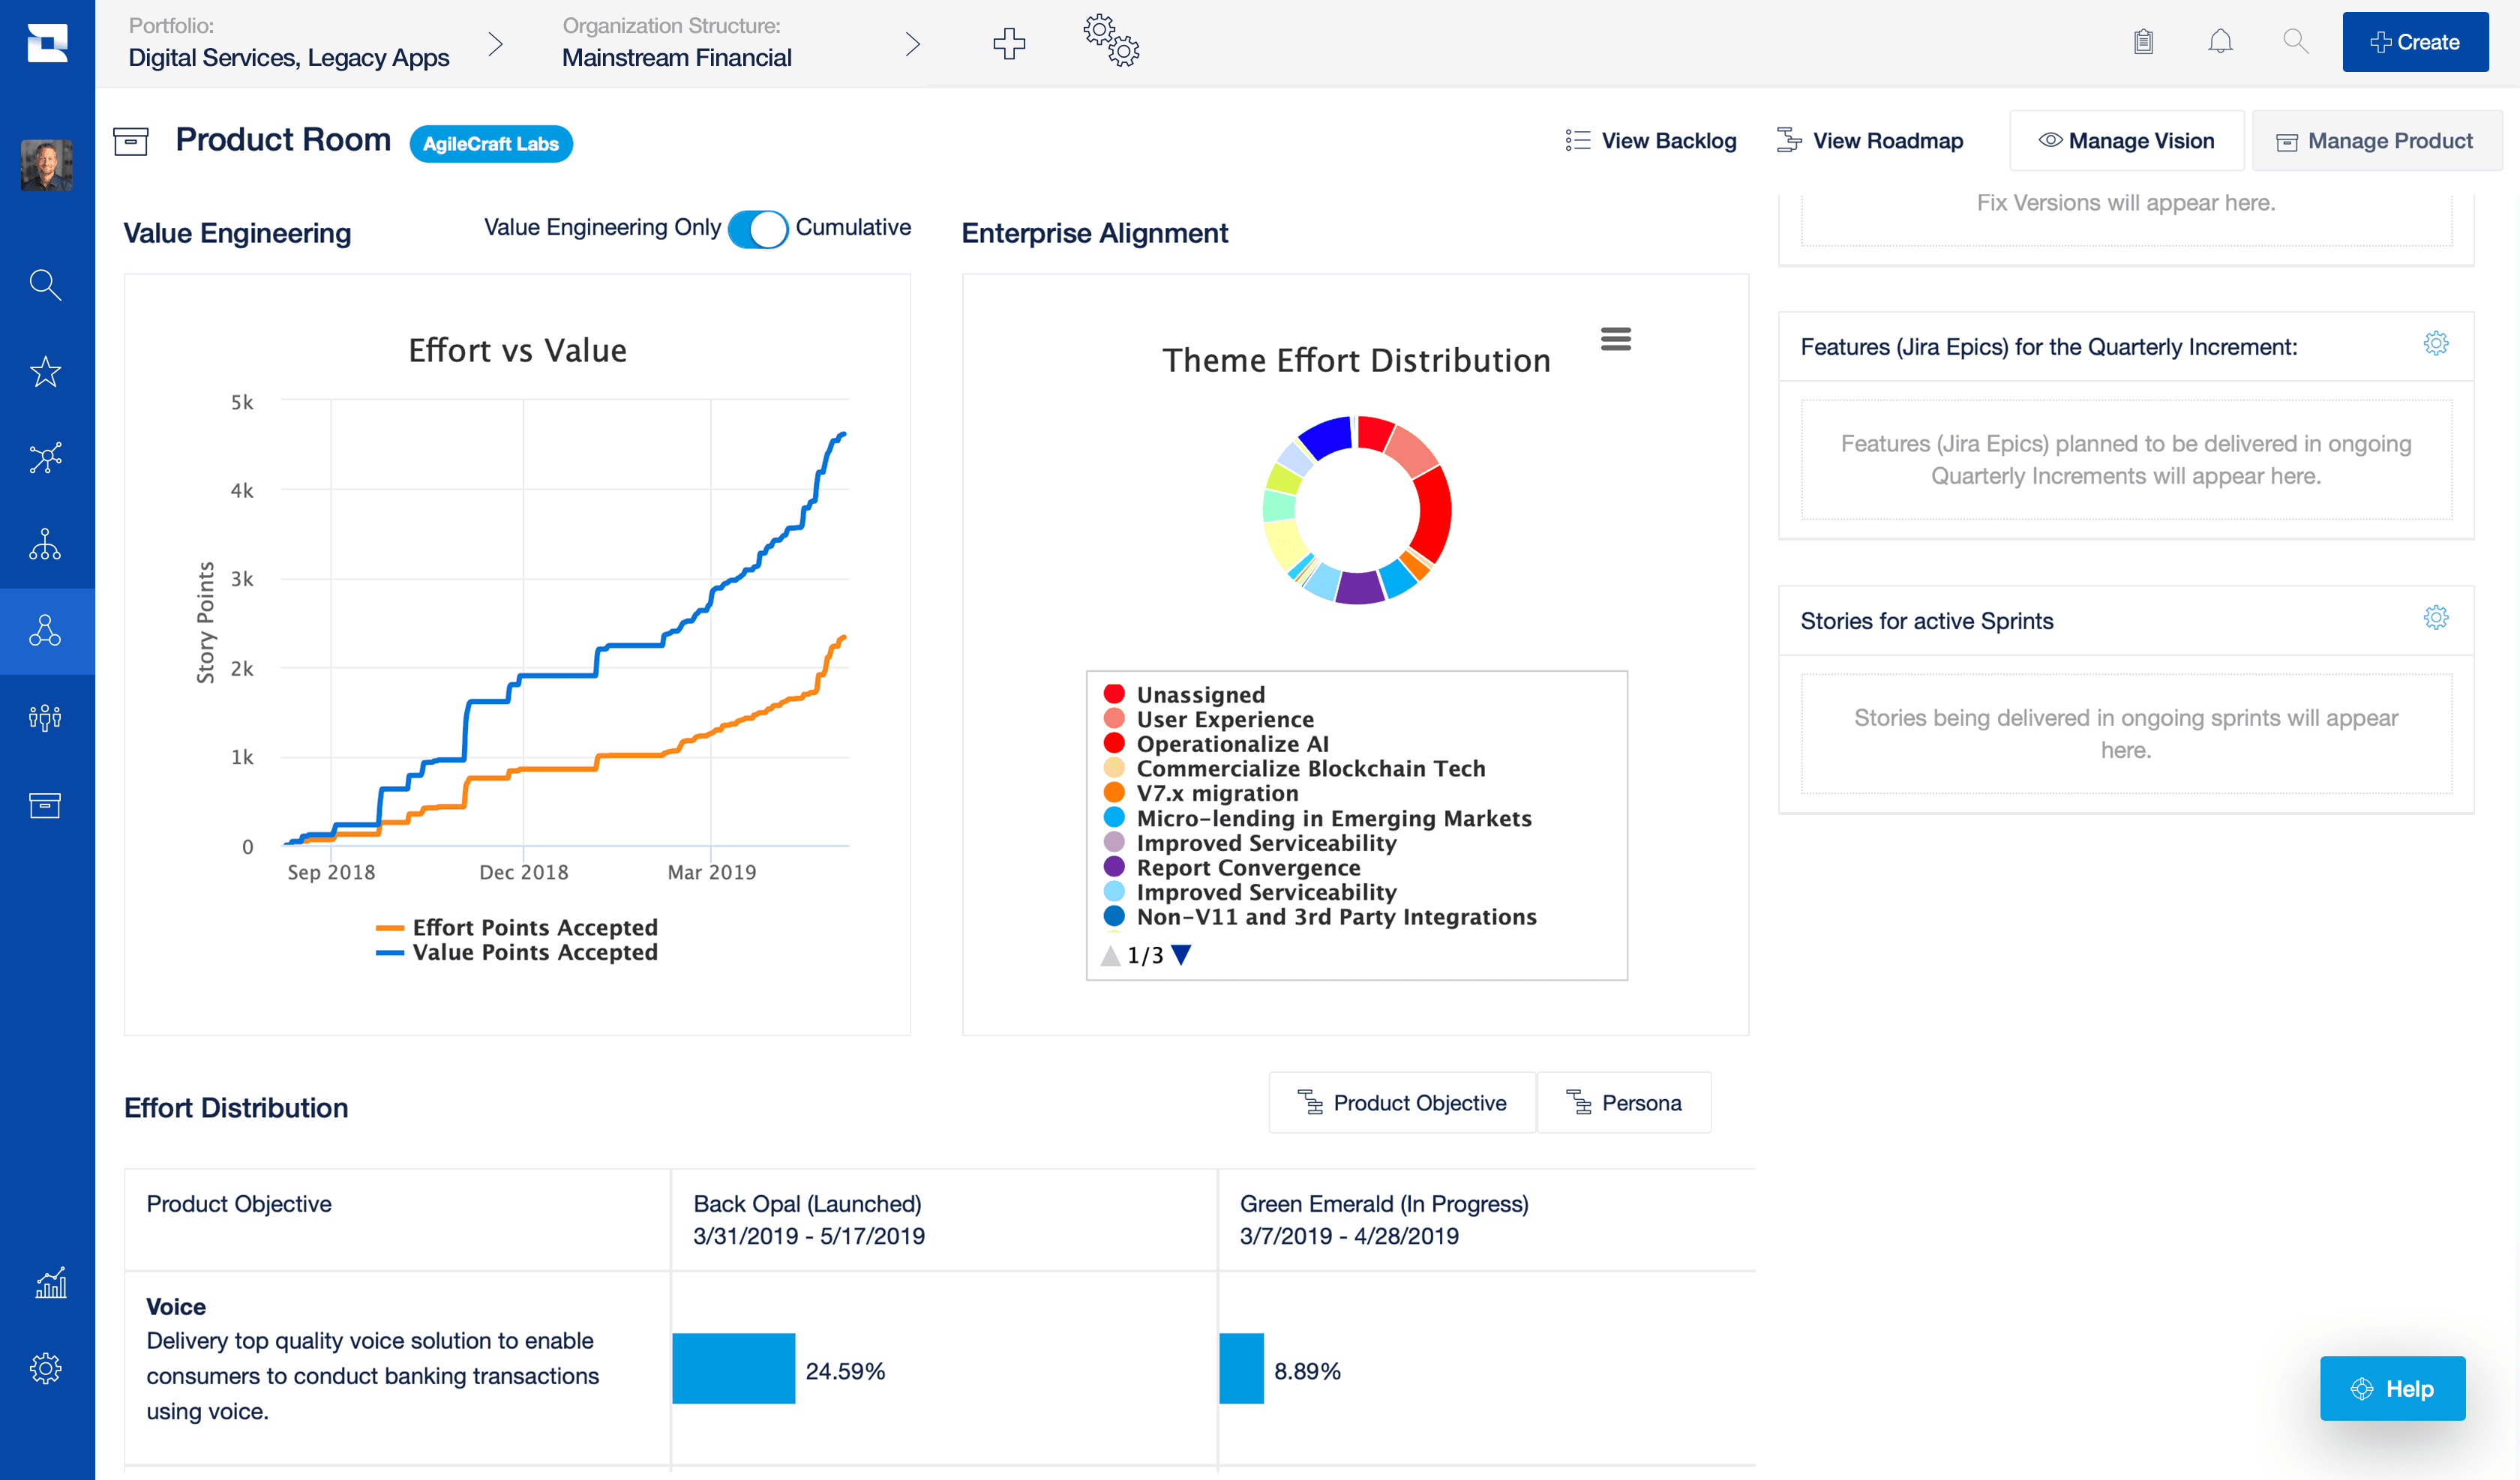 Portfolio:
Digital Services, Legacy Apps
Organization Structure:
Mainstream Financial
Create
Product Room
AgileCraft Labs
View Backlog
View Roadmap
Manage Vision
Manage Product
Value Engineering
Value Engineering Only
Cumulative
Enterprise Alignment
Effort vs Value
5k
4k
3k
2k
1k
0
Story Points
Sep 2018
Dec 2018
Mar 2019
Effort Points Accepted
Value Points Accepted
Theme Effort Distribution
Unassigned
User Experience
Operationalize AI
Commercialize Blockchain Tech
V7.x migration
Micro-lending in Emerging Markets
Improved Serviceability
Report Convergence
Improved Serviceability
Non-V11 and 3rd Party Integrations
1/3
Fix Versions will appear here.
Features (Jira Epics) for the Quarterly Increment:
Features (Jira Epics) planned to be delivered in ongoing
Quarterly Increments will appear here.
Stories for active Sprints
Stories being delivered in ongoing sprints will appear
here.
Effort Distribution
Product Objective
Persona
Product Objective
Back Opal (Launched)
3/31/2019 - 5/17/2019
Green Emerald (In Progress)
3/7/2019 - 4/28/2019
Voice
Delivery top quality voice solution to enable
consumers to conduct banking transactions
using voice.
24.59%
8.89%
Help